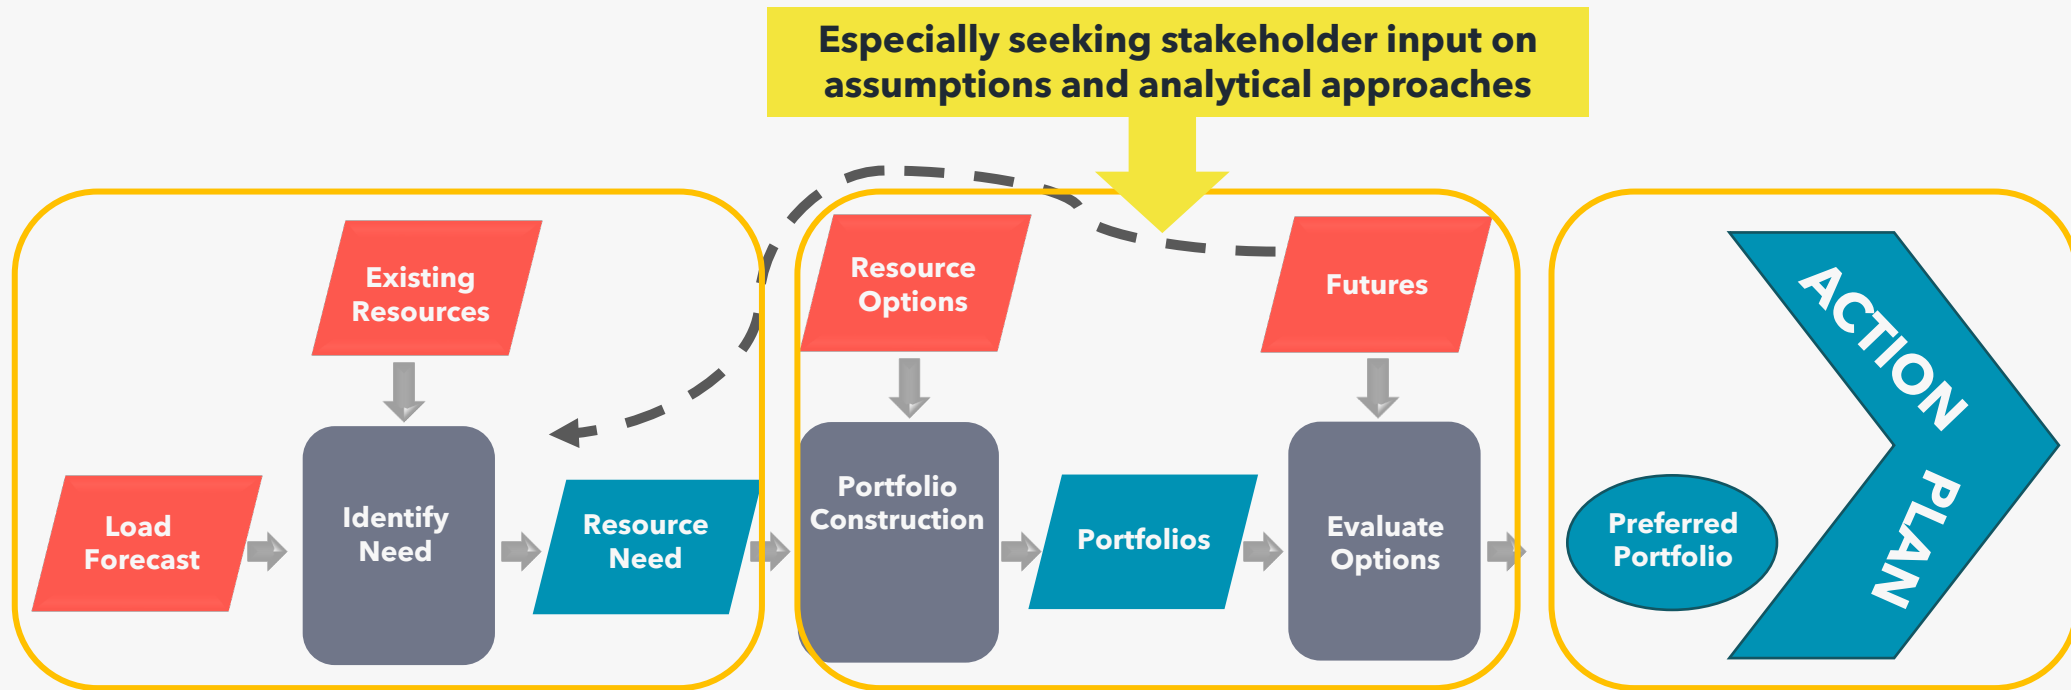 Especially seeking stakeholder input on
assumptions and analytical approaches
Existing
Resources
Load
Forecast
Identify
Need
Resource
Need
Resource
Options
Portfolio
Construction
Portfolios
Futures
Evaluate
Options
Preferred
Portfolio
ACTION
PLAN